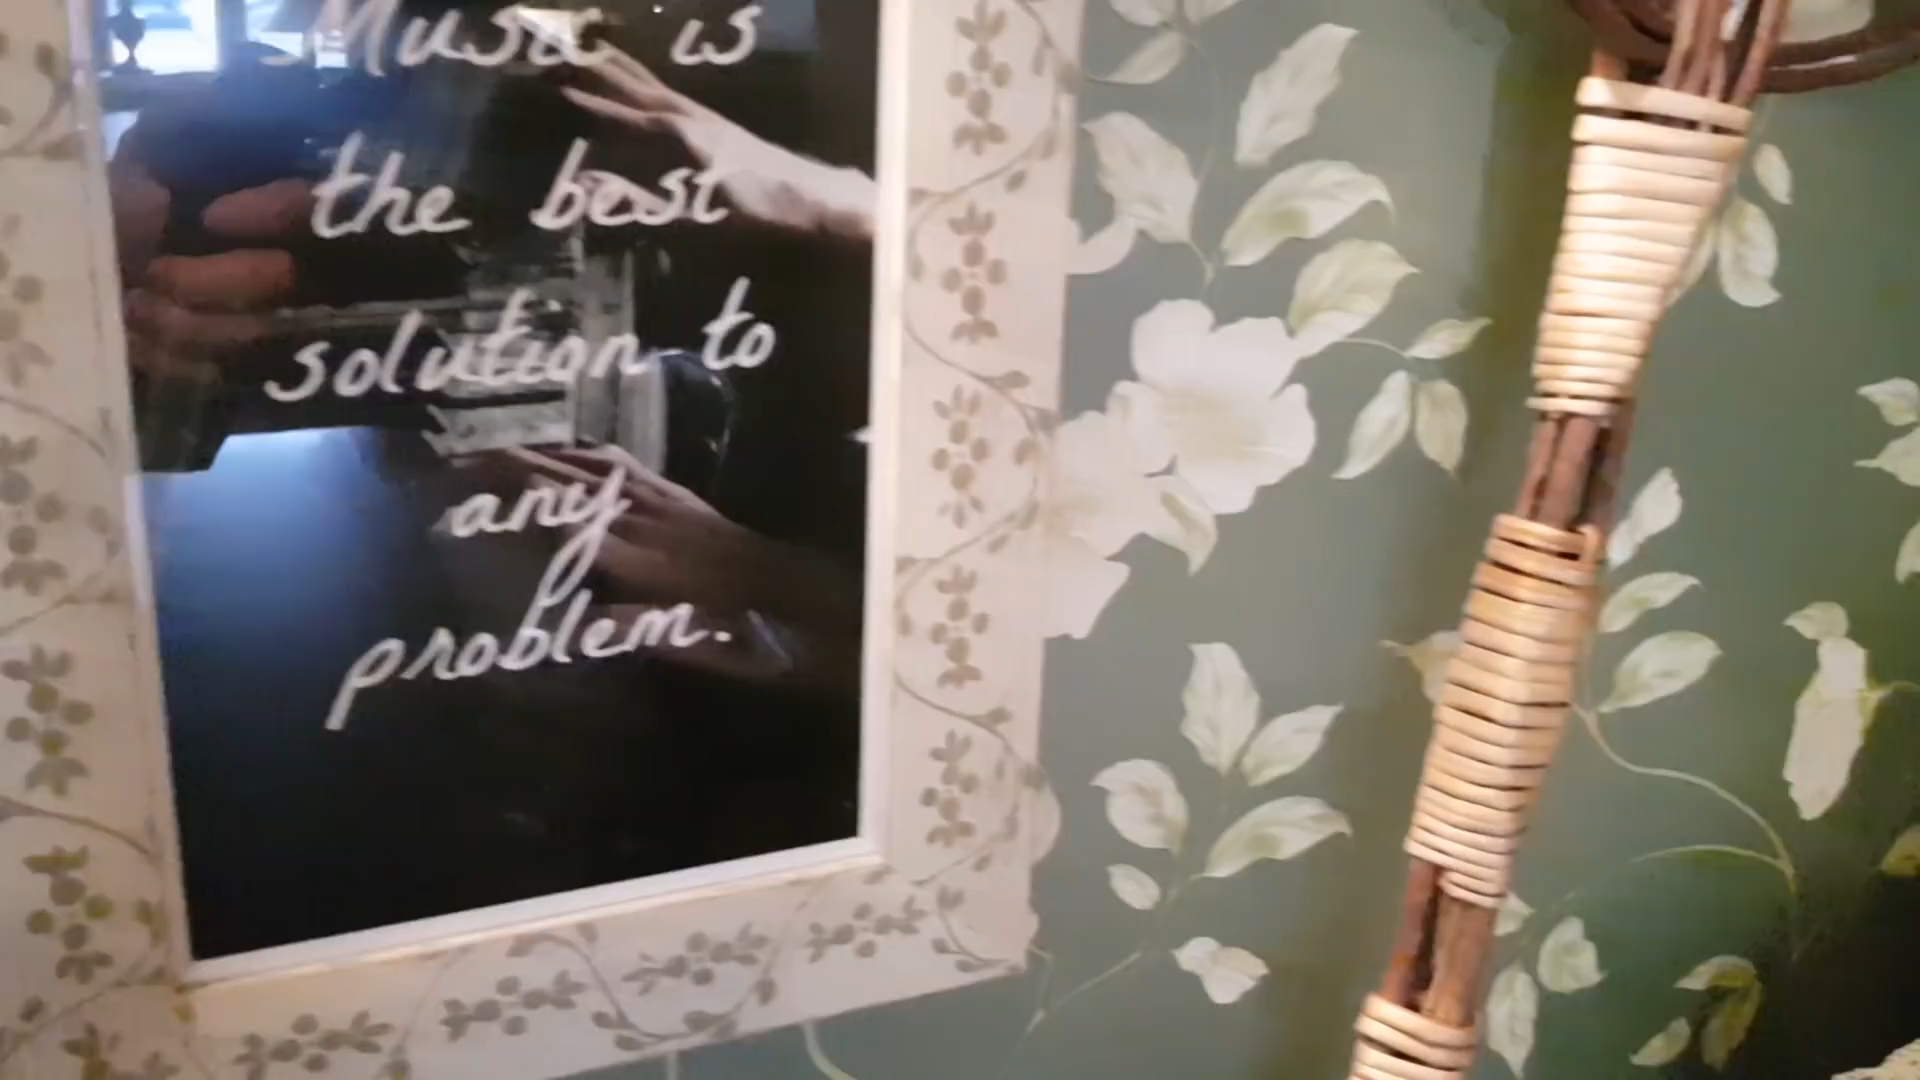 Music is
the best
solution to
any
problem.